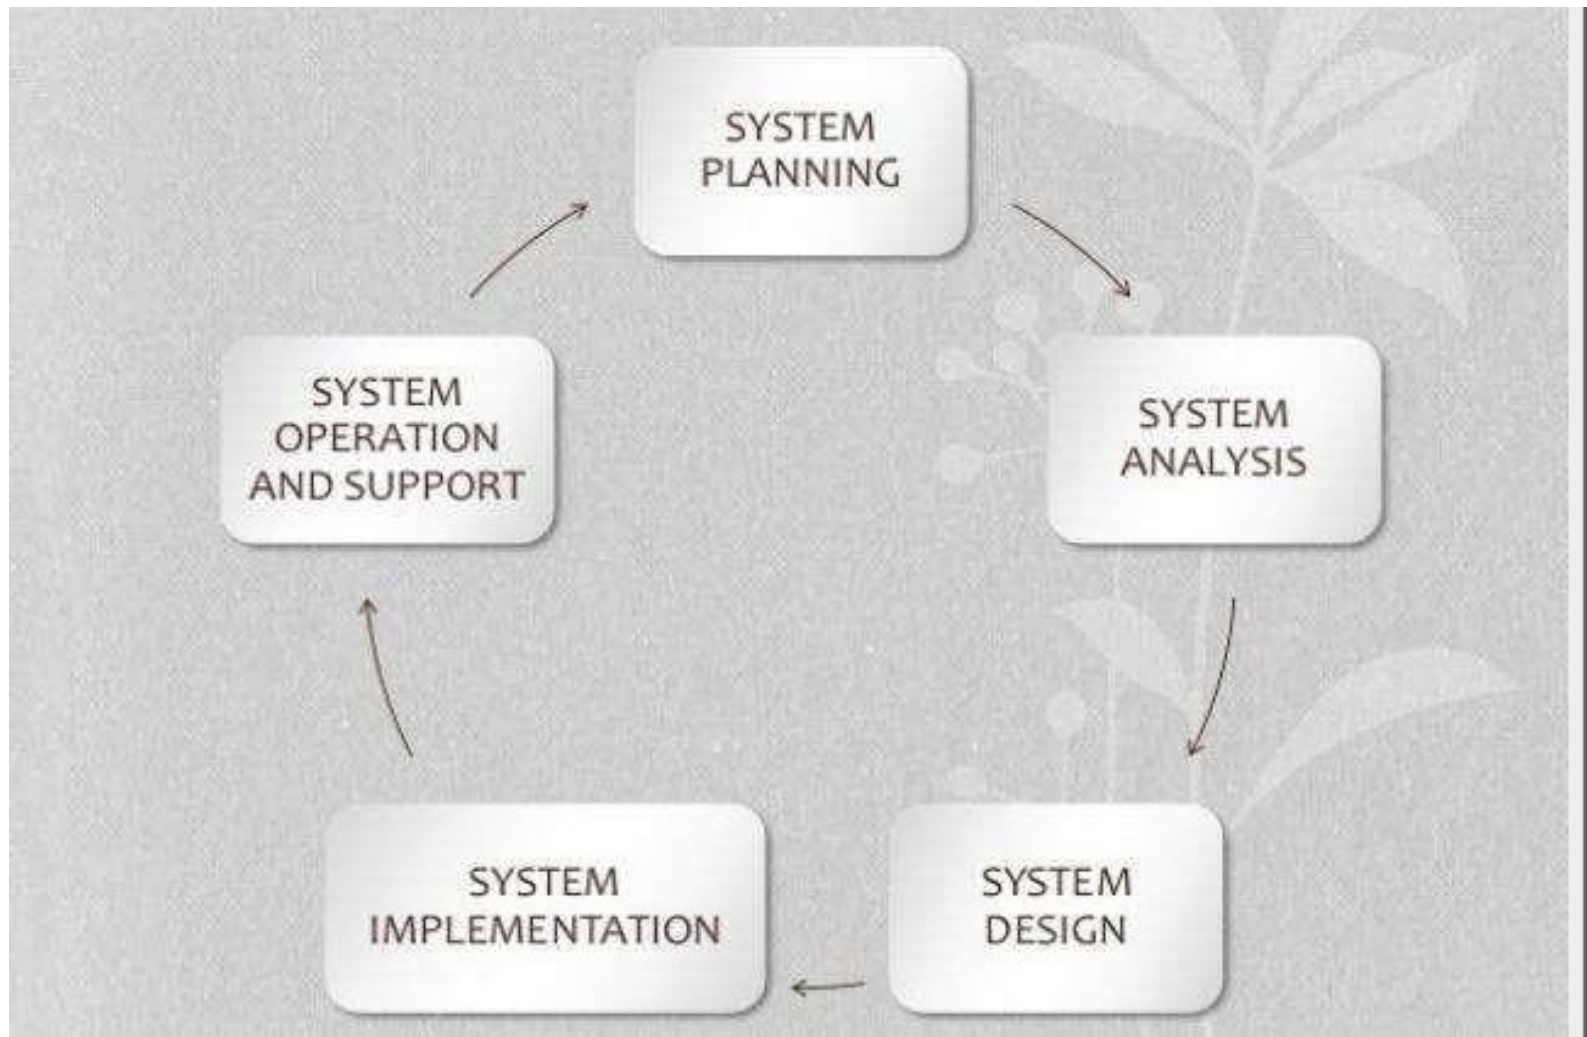 SYSTEM
PLANNING
SYSTEM
ANALYSIS
SYSTEM
DESIGN
SYSTEM
IMPLEMENTATION
SYSTEM
OPERATION
AND SUPPORT